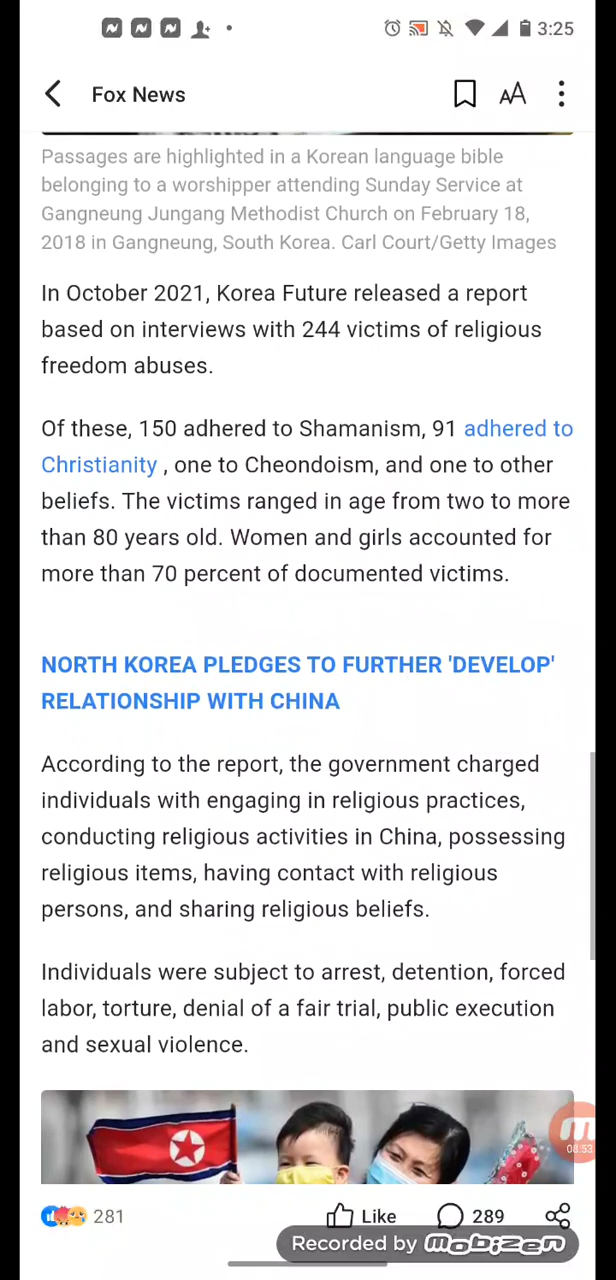 3:25
Fox News
AA
Passages are highlighted in a Korean language bible
belonging to a worshipper attending Sunday Service at
Gangneung Jungang Methodist Church on February 18,
2018 in Gangneung, South Korea. Carl Court/Getty Images
In October 2021, Korea Future released a report
based on interviews with 244 victims of religious
freedom abuses.
Of these, 150 adhered to Shamanism, 91 adhered to
Christianity , one to Cheondoism, and one to other
beliefs. The victims ranged in age from two to more
than 80 years old. Women and girls accounted for
more than 70 percent of documented victims.
NORTH KOREA PLEDGES TO FURTHER 'DEVELOP'
RELATIONSHIP WITH CHINA
According to the report, the government charged
individuals with engaging in religious practices,
conducting religious activities in China, possessing
religious items, having contact with religious
persons, and sharing religious beliefs.
Individuals were subject to arrest, detention, forced
labor, torture, denial of a fair trial, public execution
and sexual violence.
08:53
281 Like 289
Recorded by mobizen